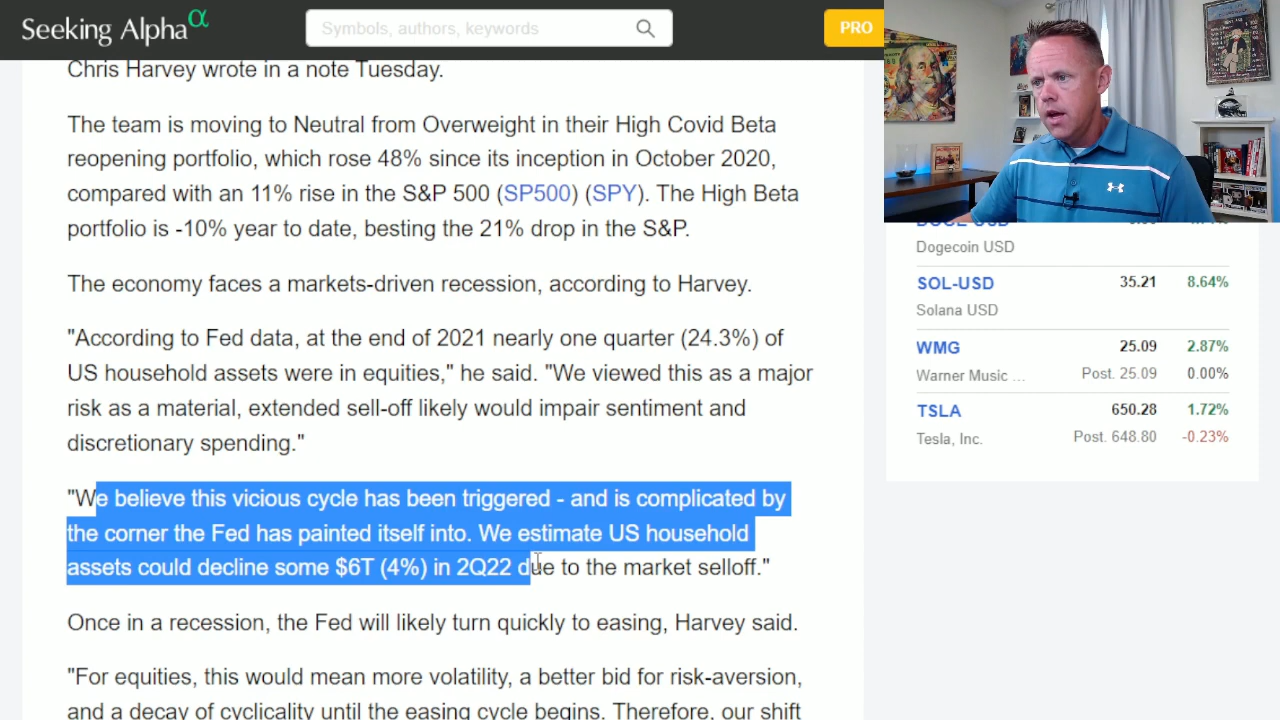 Seeking Alpha α
Symbols, authors, keywords
PRO
Chris Harvey wrote in a note Tuesday.
The team is moving to Neutral from Overweight in their High Covid Beta
reopening portfolio, which rose 48% since its inception in October 2020,
compared with an 11% rise in the S&P 500 (SP500) (SPY). The High Beta
portfolio is -10% year to date, besting the 21% drop in the S&P.
The economy faces a markets-driven recession, according to Harvey.
"According to Fed data, at the end of 2021 nearly one quarter (24.3%) of
US household assets were in equities," he said. "We viewed this as a major
risk as a material, extended sell-off likely would impair sentiment and
discretionary spending."
"We believe this vicious cycle has been triggered - and is complicated by
the corner the Fed has painted itself into. We estimate US household
assets could decline some $6T (4%) in 2Q22 due to the market selloff."
Once in a recession, the Fed will likely turn quickly to easing, Harvey said.
"For equities, this would mean more volatility, a better bid for risk-aversion,
and a decay of cyclicality until the easing cycle begins. Therefore, our shift
DOGE-USD
Dogecoin USD
SOL-USD 35.21 8.64%
Solana USD
WMG 25.09 2.87%
Warner Music ... Post. 25.09 0.00%
TSLA 650.28 1.72%
Tesla, Inc. Post. 648.80 -0.23%